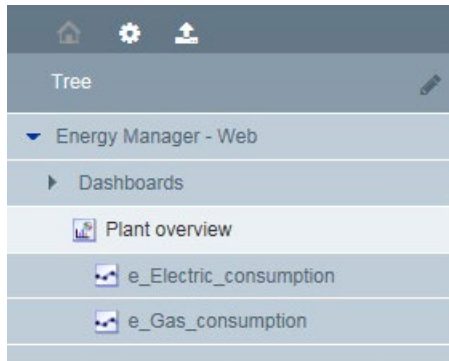 Tree
Energy Manager - Web
Dashboards
Plant overview
e_Electric_consumption
e_Gas_consumption